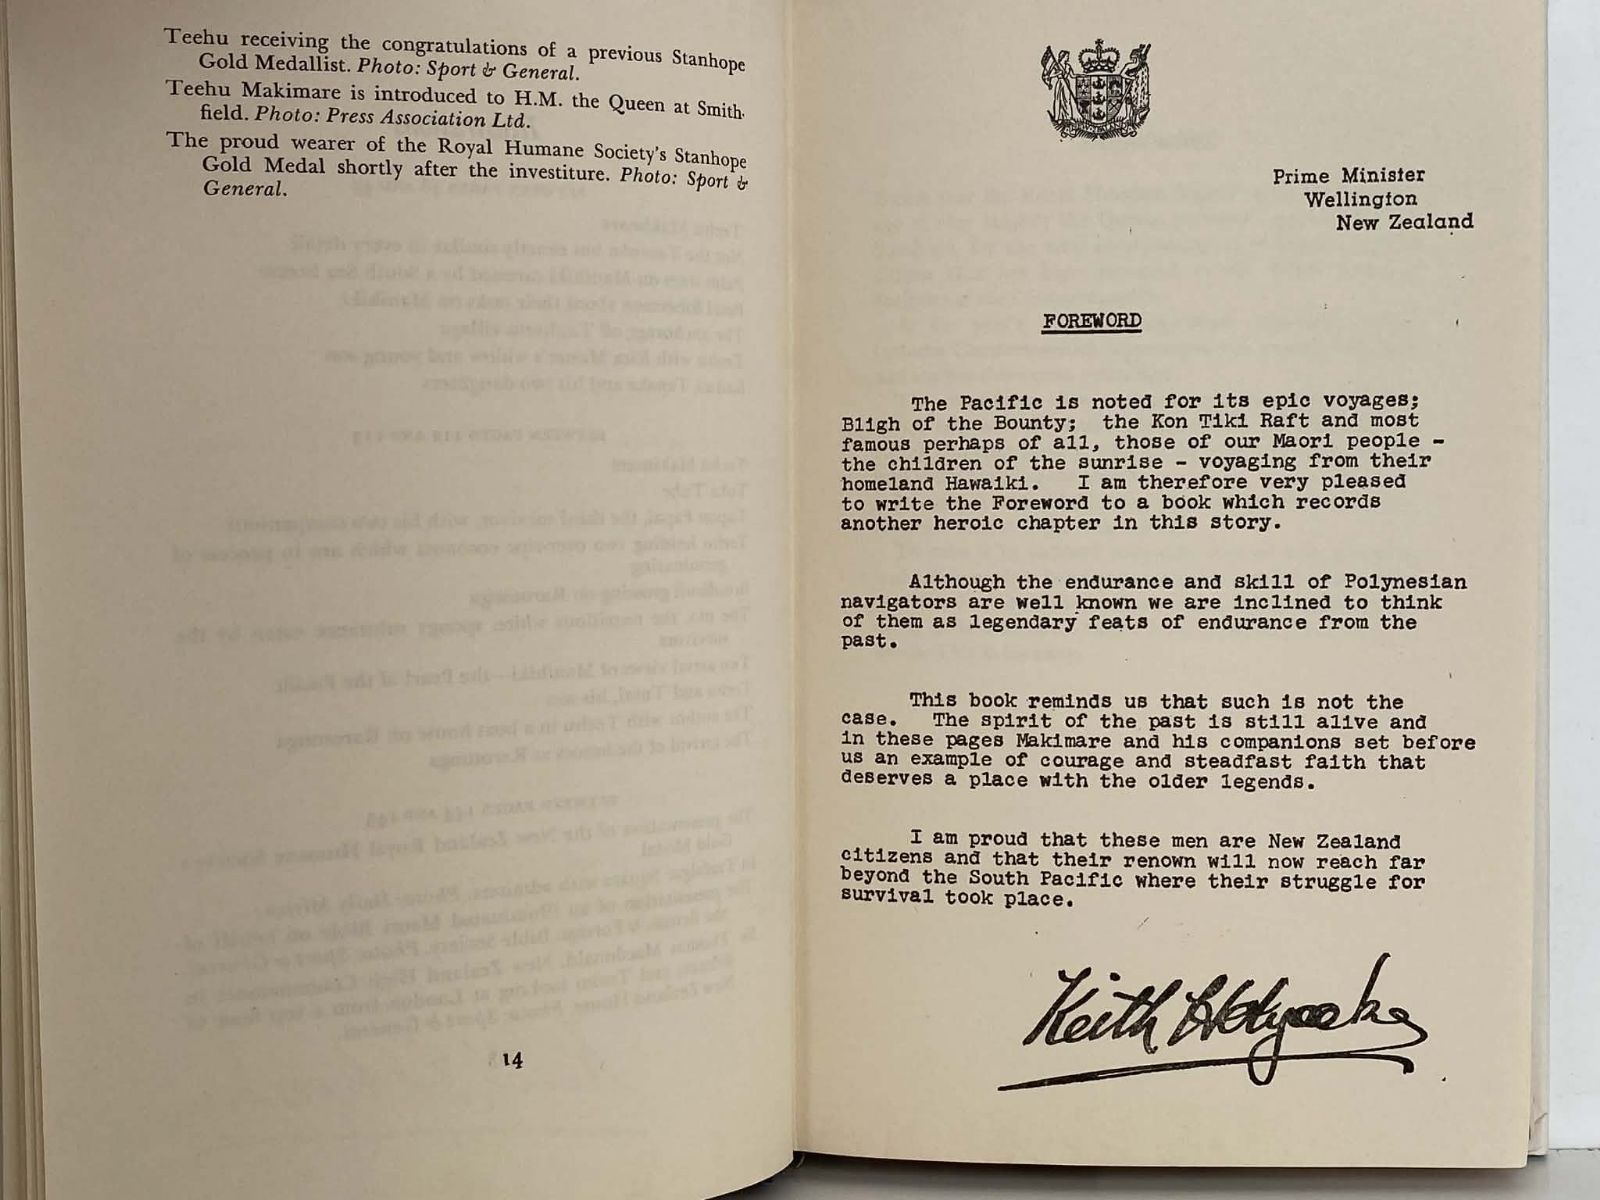 Teehu receiving the congratulations of a previous Stanhope
Gold Medallist. Photo: Sport & General.
Teehu Makimare is introduced to H.M. the Queen at Smith-
field. Photo: Press Association Ltd.
The proud wearer of the Royal Humane Society's Stanhope
Gold Medal shortly after the investiture. Photo: Sport &
General.
14
Prime Minister
Wellington
New Zealand
FOREWORD
The Pacific is noted for its epic voyages;
Bligh of the Bounty; the Kon Tiki Raft and most
famous perhaps of all, those of our Maori people -
the children of the sunrise - voyaging from their
homeland Hawaiki. I am therefore very pleased
to write the Foreword to a book which records
another heroic chapter in this story.
Although the endurance and skill of Polynesian
navigators are well known we are inclined to think
of them as legendary feats of endurance from the
past.
This book reminds us that such is not the
case. The spirit of the past is still alive and
in these pages Makimare and his companions set before
us an example of courage and steadfast faith that
deserves a place with the older legends.
I am proud that these men are New Zealand
citizens and that their renown will now reach far
beyond the South Pacific where their struggle for
survival took place.
Keith Holyoake